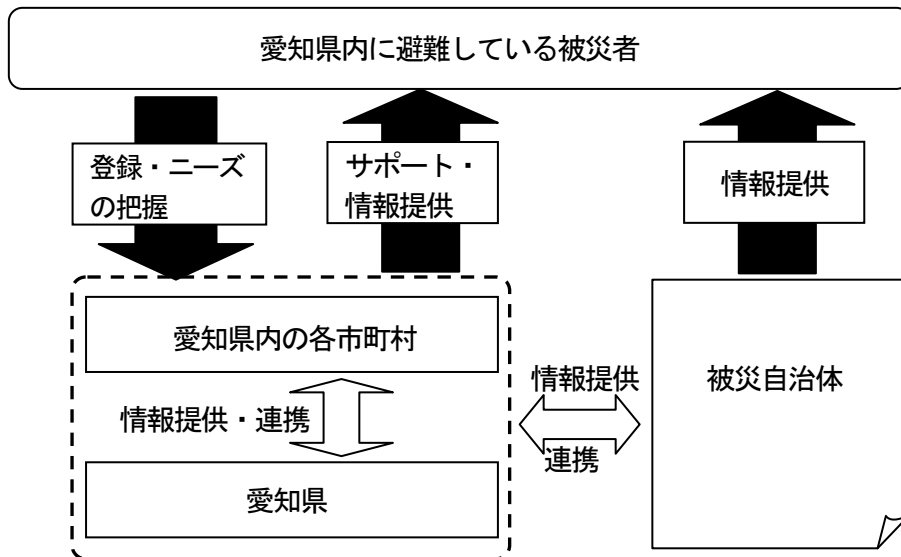 愛知県内に避難している被災者
登録・ニーズ
の把握
サポート・
情報提供
情報提供
愛知県内の各市町村
情報提供・連携
愛知県
情報提供
連携
被災自治体